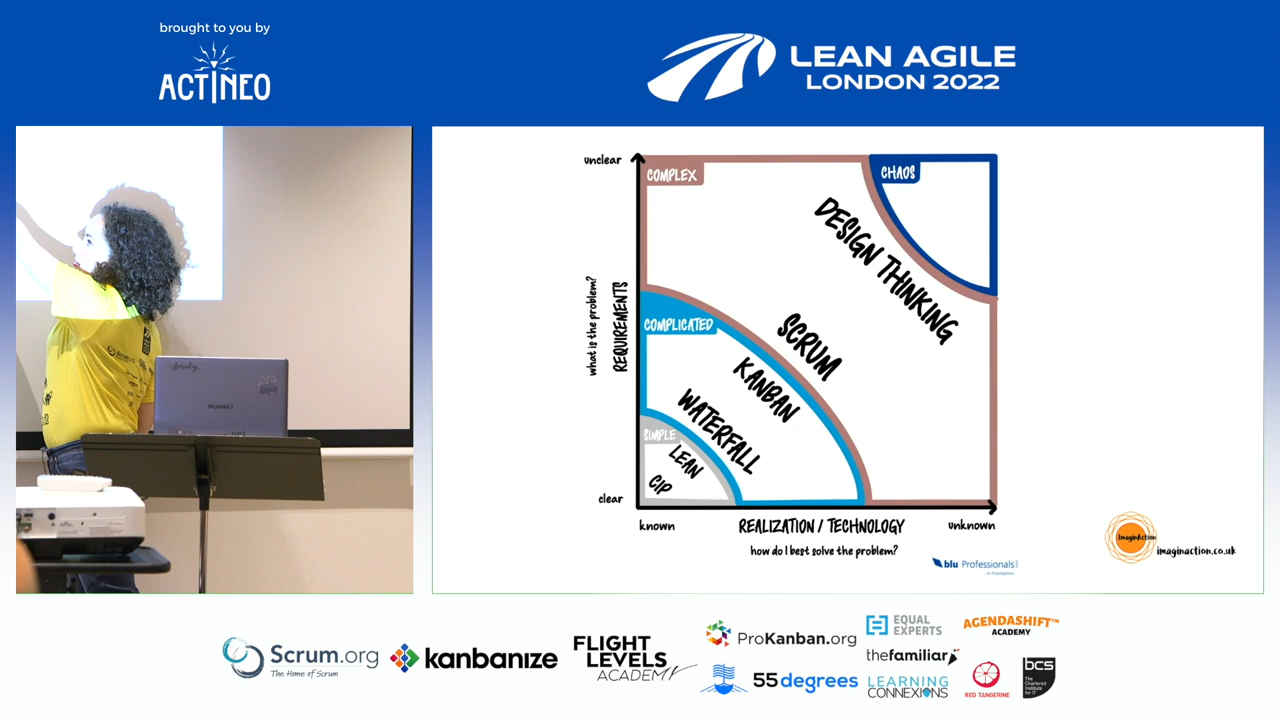 brought to you by
ACTINEO
LEAN AGILE
LONDON 2022
unclear
COMPLEX
CHAOS
DESIGN THINKING
what is the problem?
REQUIREMENTS
COMPLICATED
SCRUM
KANBAN
WATERFALL
SIMPLE
LEAN
CIP
clear
known
REALIZATION / TECHNOLOGY
unknown
how do I best solve the problem?
blu Professionals
ImaginAction
imaginaction.co.uk
HUAWEI
Scrum.org
The Home of Scrum
kanbanize
FLIGHT
LEVELS
ACADEMY
ProKanban.org
55degrees
EQUAL
EXPERTS
thefamiliar
LEARNING
CONNEXIONS
AGENDASHIFT™
ACADEMY
RED TANGERINE
bcs
The
Chartered
Institute
for IT